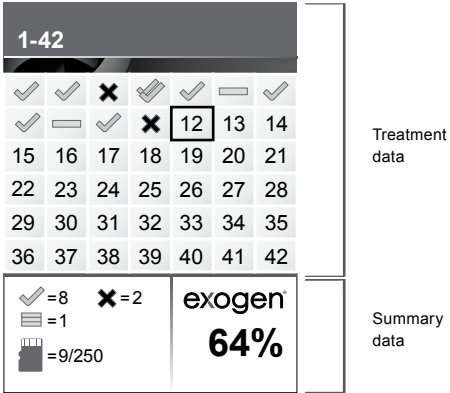 1-42
12 13 14
15 16 17 18 19 20 21
22 23 24 25 26 27 28
29 30 31 32 33 34 35
36 37 38 39 40 41 42
Treatment
data
=8 =2
=1
=9/250
exogen
64%
Summary
data